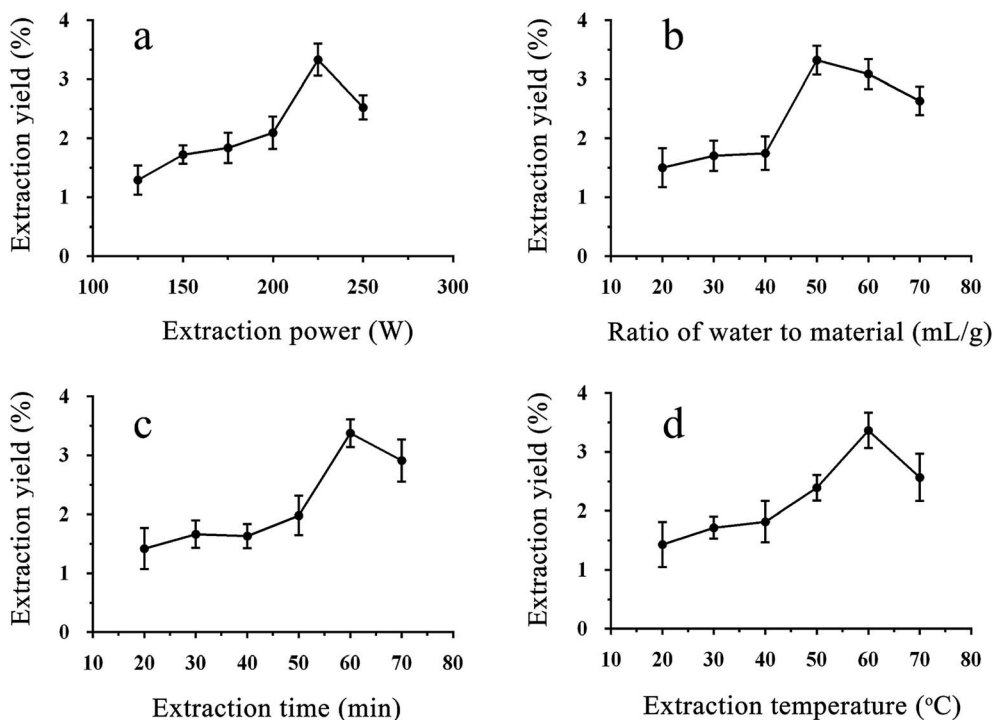 a
Extraction yield (%)
4
3
2
1
0
100 150 200 250 300
Extraction power (W)
b
Extraction yield (%)
4
3
2
1
0
10 20 30 40 50 60 70 80
Ratio of water to material (mL/g)
c
Extraction yield (%)
4
3
2
1
0
10 20 30 40 50 60 70 80
Extraction time (min)
d
Extraction yield (%)
4
3
2
1
0
10 20 30 40 50 60 70 80
Extraction temperature (°C)